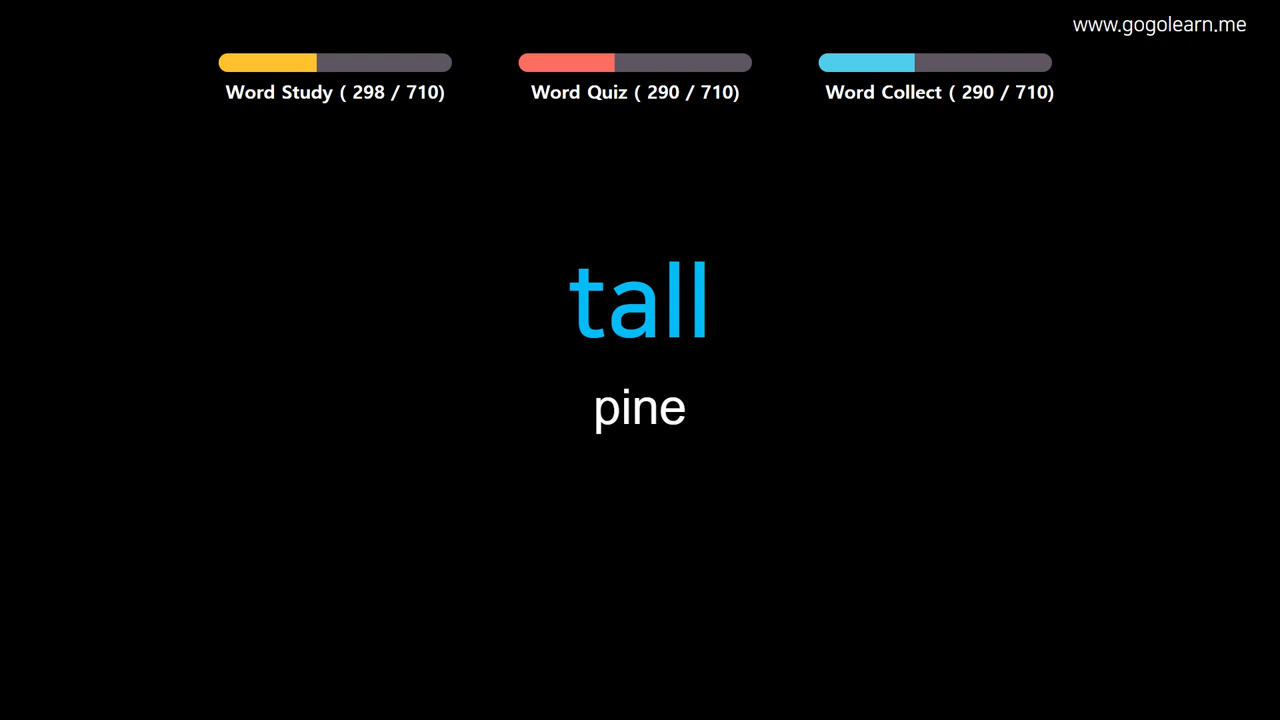 www.gogolearn.me
Word Study ( 298 / 710)
Word Quiz ( 290 / 710)
Word Collect ( 290 / 710)
tall
pine